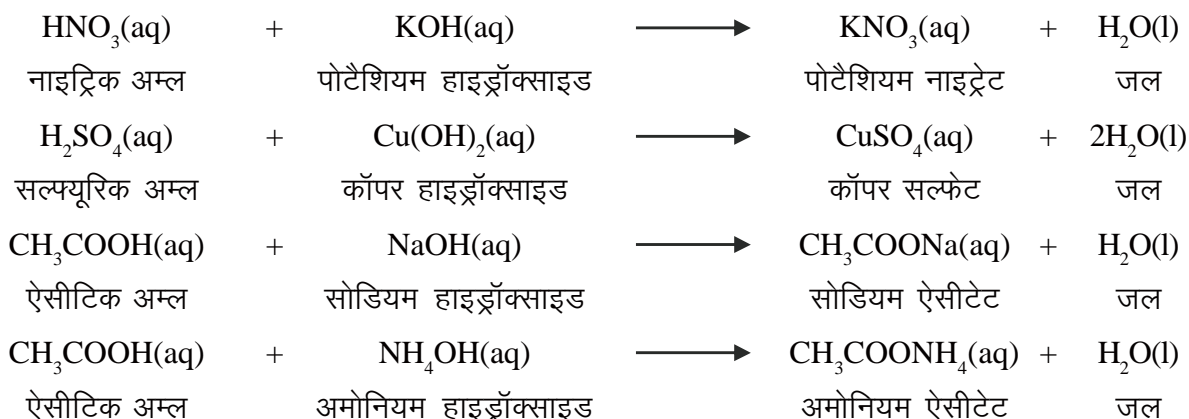 HNO₃(aq) + KOH(aq) ⟶ KNO₃(aq) + H₂O(l)
नाइट्रिक अम्ल पोटैशियम हाइड्रॉक्साइड पोटैशियम नाइट्रेट जल
H₂SO₄(aq) + Cu(OH)₂(aq) ⟶ CuSO₄(aq) + 2H₂O(l)
सल्फ्यूरिक अम्ल कॉपर हाइड्रॉक्साइड कॉपर सल्फेट जल
CH₃COOH(aq) + NaOH(aq) ⟶ CH₃COONa(aq) + H₂O(l)
ऐसीटिक अम्ल सोडियम हाइड्रॉक्साइड सोडियम ऐसीटेट जल
CH₃COOH(aq) + NH₄OH(aq) ⟶ CH₃COONH₄(aq) + H₂O(l)
ऐसीटिक अम्ल अमोनियम हाइड्रॉक्साइड अमोनियम ऐसीटेट जल